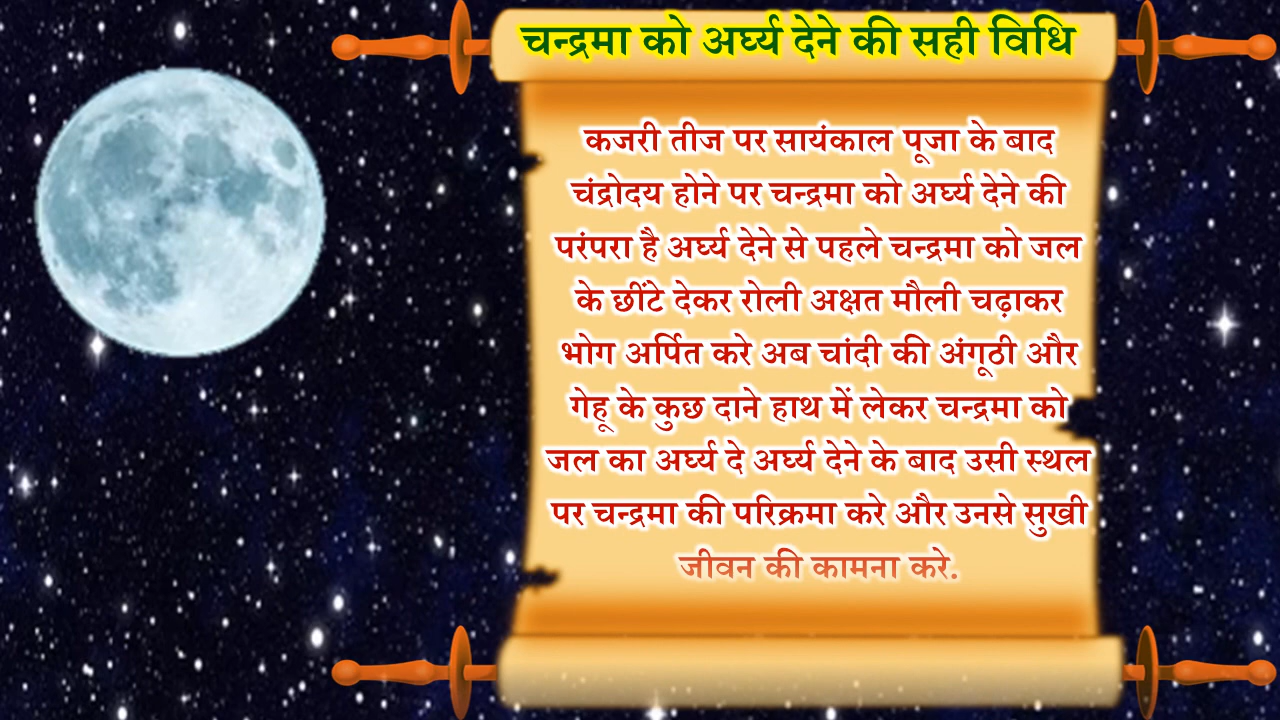 चन्द्रमा को अर्घ्य देने की सही विधि
कजरी तीज पर सायंकाल पूजा के बाद
चंद्रोदय होने पर चन्द्रमा को अर्घ्य देने की
परंपरा है अर्घ्य देने से पहले चन्द्रमा को जल
के छींटे देकर रोली अक्षत मौली चढ़ाकर
भोग अर्पित करे अब चांदी की अंगूठी और
गेहू के कुछ दाने हाथ में लेकर चन्द्रमा को
जल का अर्घ्य दे अर्घ्य देने के बाद उसी स्थल
पर चन्द्रमा की परिक्रमा करे और उनसे सुखी
जीवन की कामना करे.